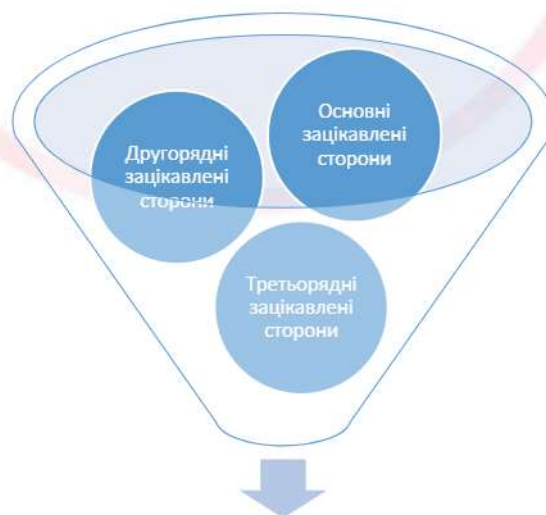 Основні
зацікавлені
сторони
Другорядні
зацікавлені
сторони
Третьорядні
зацікавлені
сторони